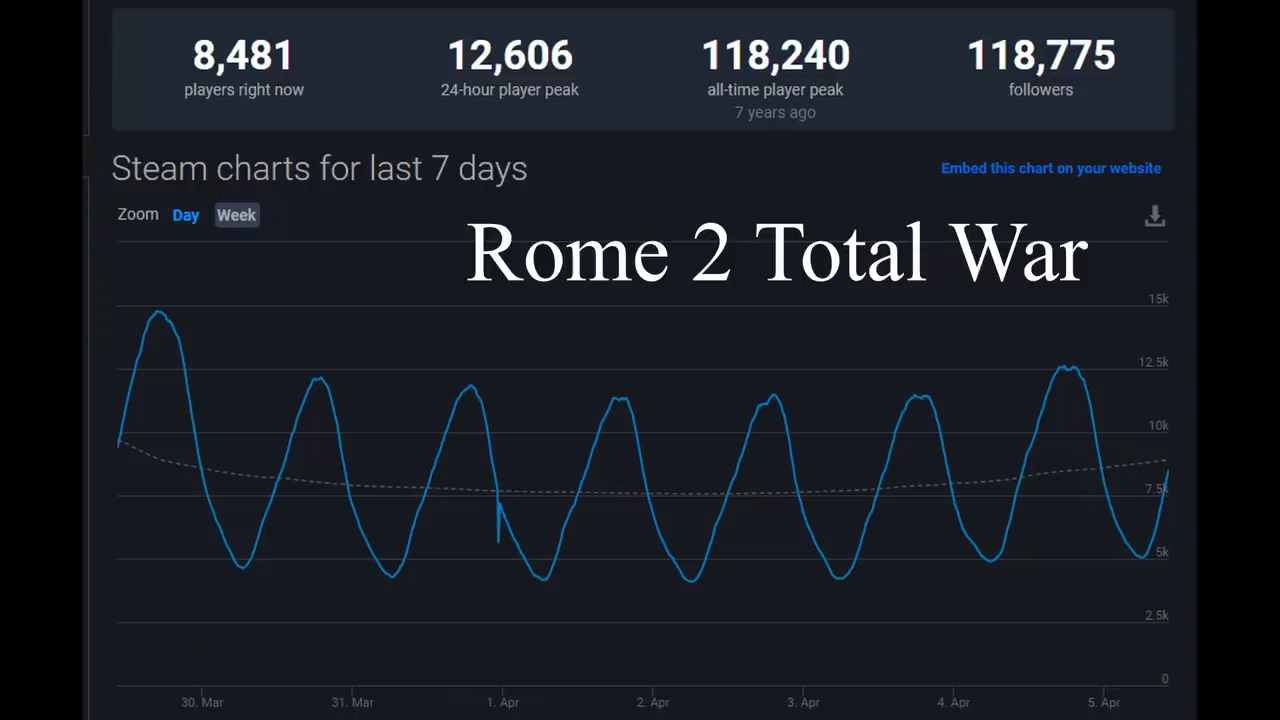 8,481 12,606 118,240 118,775
players right now 24-hour player peak all-time player peak followers
7 years ago
Steam charts for last 7 days Embed this chart on your website
Zoom Day Week
Rome 2 Total War
15k
12.5k
10k
7.5k
5k
2.5k
0
30. Mar 31. Mar 1. Apr 2. Apr 3. Apr 4. Apr 5. Apr